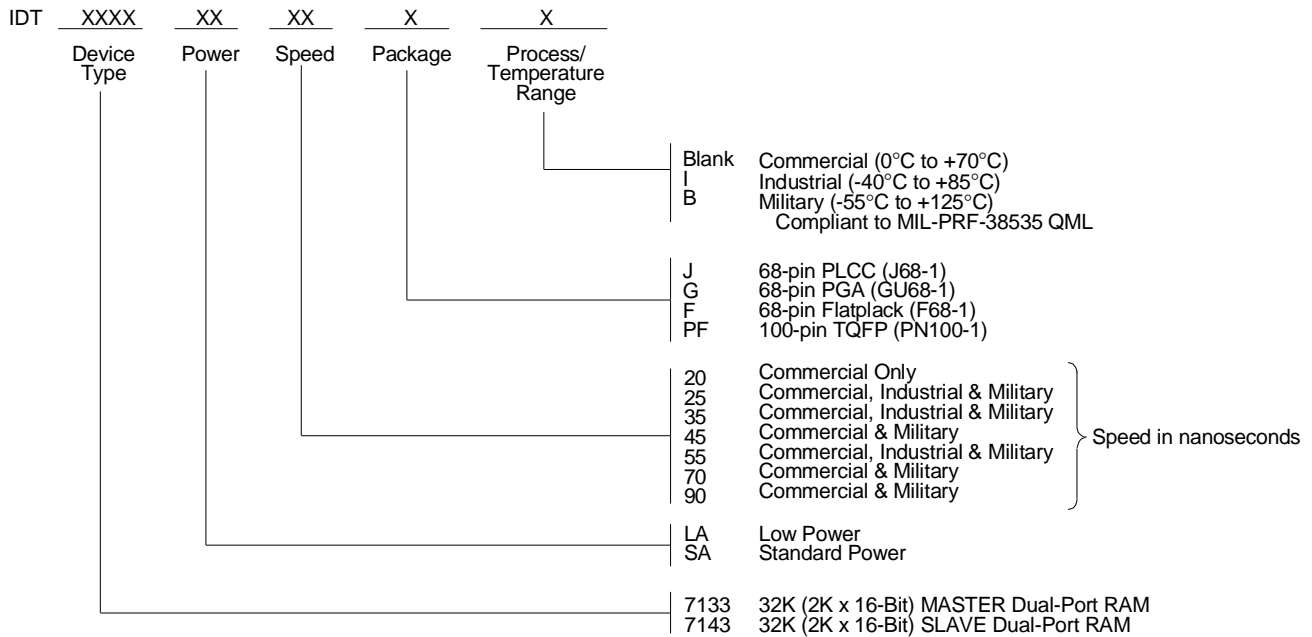 IDT XXXX XX XX X X
Device Type Power Speed Package Process/ Temperature Range
Blank Commercial (0°C to +70°C)
I Industrial (-40°C to +85°C)
B Military (-55°C to +125°C)
Compliant to MIL-PRF-38535 QML
J 68-pin PLCC (J68-1)
G 68-pin PGA (GU68-1)
F 68-pin Flatplack (F68-1)
PF 100-pin TQFP (PN100-1)
20 Commercial Only
25 Commercial, Industrial & Military
35 Commercial, Industrial & Military
45 Commercial & Military
55 Commercial, Industrial & Military
70 Commercial & Military
90 Commercial & Military
Speed in nanoseconds
LA Low Power
SA Standard Power
7133 32K (2K x 16-Bit) MASTER Dual-Port RAM
7143 32K (2K x 16-Bit) SLAVE Dual-Port RAM